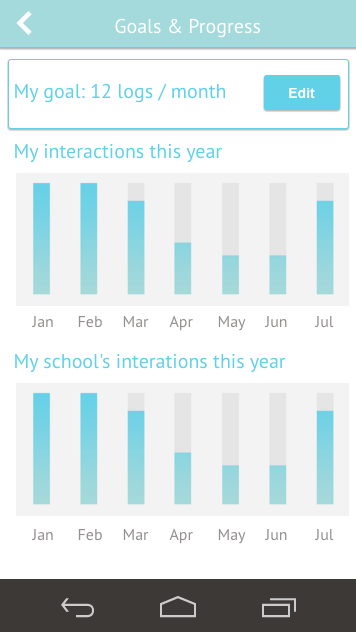 Goals & Progress
My goal: 12 logs / month
Edit
My interactions this year
Jan Feb Mar Apr May Jun Jul
My school's interations this year
Jan Feb Mar Apr May Jun Jul